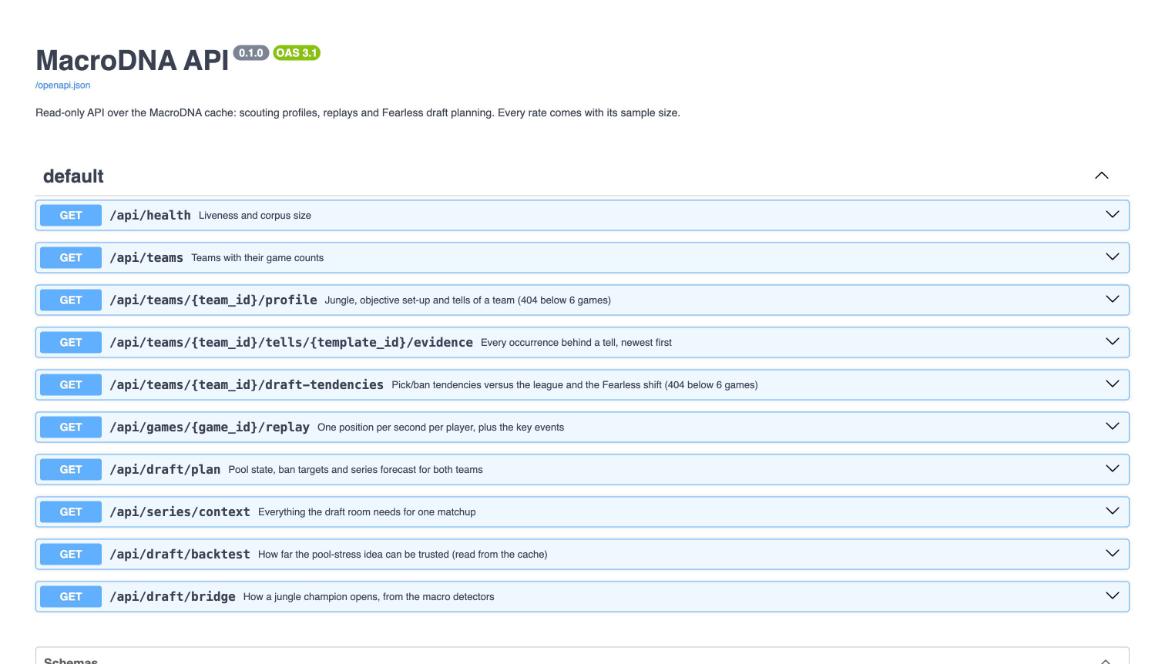 MacroDNA API 0.1.0 OAS 3.1
/openapi.json
Read-only API over the MacroDNA cache: scouting profiles, replays and Fearless draft planning. Every rate comes with its sample size.
default
GET /api/health Liveness and corpus size
GET /api/teams Teams with their game counts
GET /api/teams/{team_id}/profile Jungle, objective set-up and tells of a team (404 below 6 games)
GET /api/teams/{team_id}/tells/{template_id}/evidence Every occurrence behind a tell, newest first
GET /api/teams/{team_id}/draft-tendencies Pick/ban tendencies versus the league and the Fearless shift (404 below 6 games)
GET /api/games/{game_id}/replay One position per second per player, plus the key events
GET /api/draft/plan Pool state, ban targets and series forecast for both teams
GET /api/series/context Everything the draft room needs for one matchup
GET /api/draft/backtest How far the pool-stress idea can be trusted (read from the cache)
GET /api/draft/bridge How a jungle champion opens, from the macro detectors
Schemas